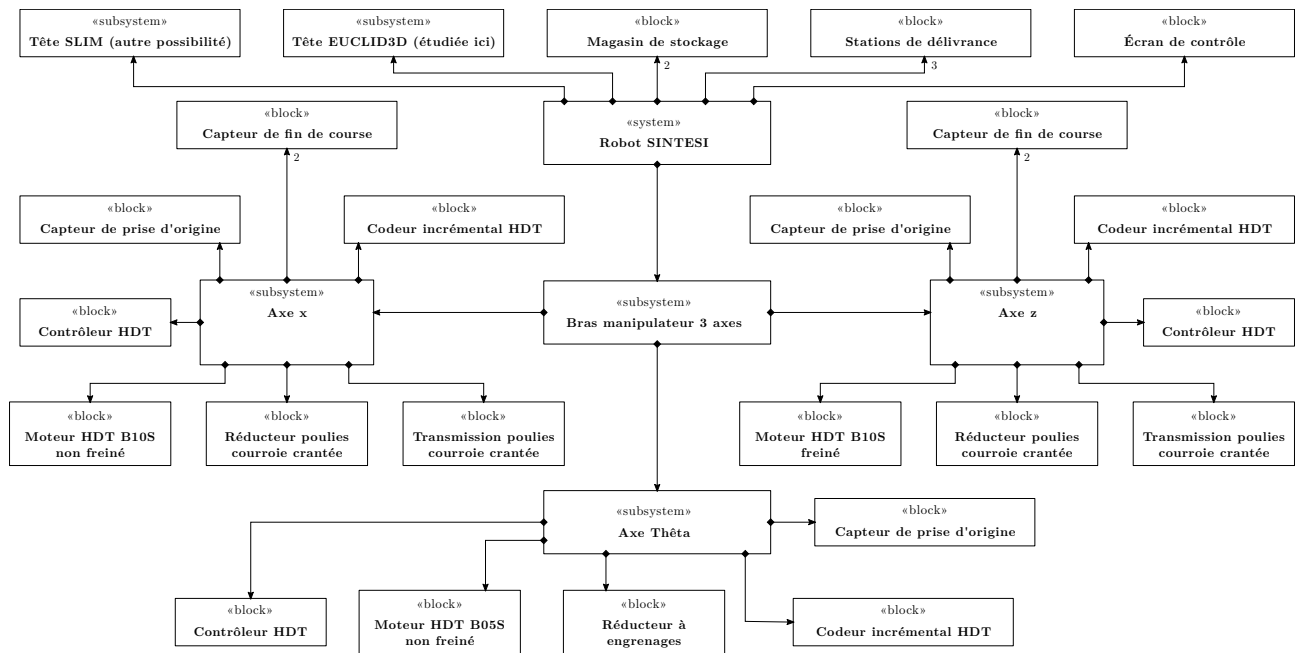 «subsystem»
Tête SLIM (autre possibilité)
«subsystem»
Tête EUCLID3D (étudiée ici)
«block»
Magasin de stockage
2
«block»
Stations de délivrance
3
«block»
Écran de contrôle
«block»
Capteur de fin de course
2
«system»
Robot SINTESI
«block»
Capteur de fin de course
2
«block»
Capteur de prise d'origine
«block»
Codeur incrémental HDT
«block»
Capteur de prise d'origine
«block»
Codeur incrémental HDT
«block»
Contrôleur HDT
«subsystem»
Axe x
«subsystem»
Bras manipulateur 3 axes
«subsystem»
Axe z
«block»
Contrôleur HDT
«block»
Moteur HDT B10S
non freiné
«block»
Réducteur poulies
courroie crantée
«block»
Transmission poulies
courroie crantée
«block»
Moteur HDT B10S
freiné
«block»
Réducteur poulies
courroie crantée
«block»
Transmission poulies
courroie crantée
«subsystem»
Axe Thêta
«block»
Capteur de prise d'origine
«block»
Contrôleur HDT
«block»
Moteur HDT B05S
non freiné
«block»
Réducteur à
engrenages
«block»
Codeur incrémental HDT